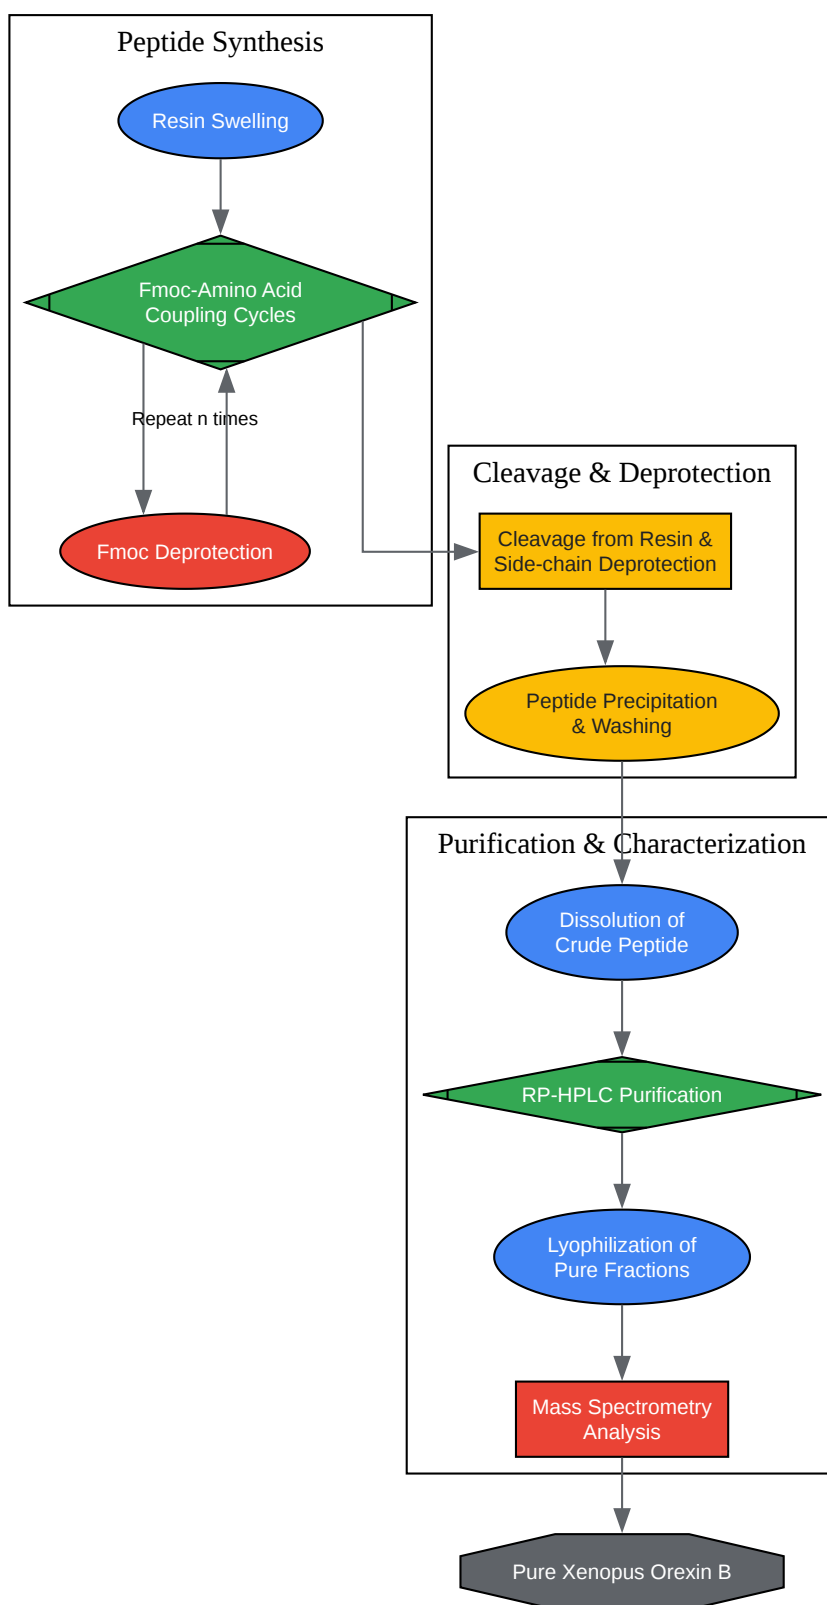 Peptide Synthesis
Resin Swelling
Fmoc-Amino Acid
Coupling Cycles
Repeat n times
Fmoc Deprotection
Cleavage & Deprotection
Cleavage from Resin &
Side-chain Deprotection
Peptide Precipitation
& Washing
Purification & Characterization
Dissolution of
Crude Peptide
RP-HPLC Purification
Lyophilization of
Pure Fractions
Mass Spectrometry
Analysis
Pure Xenopus Orexin B